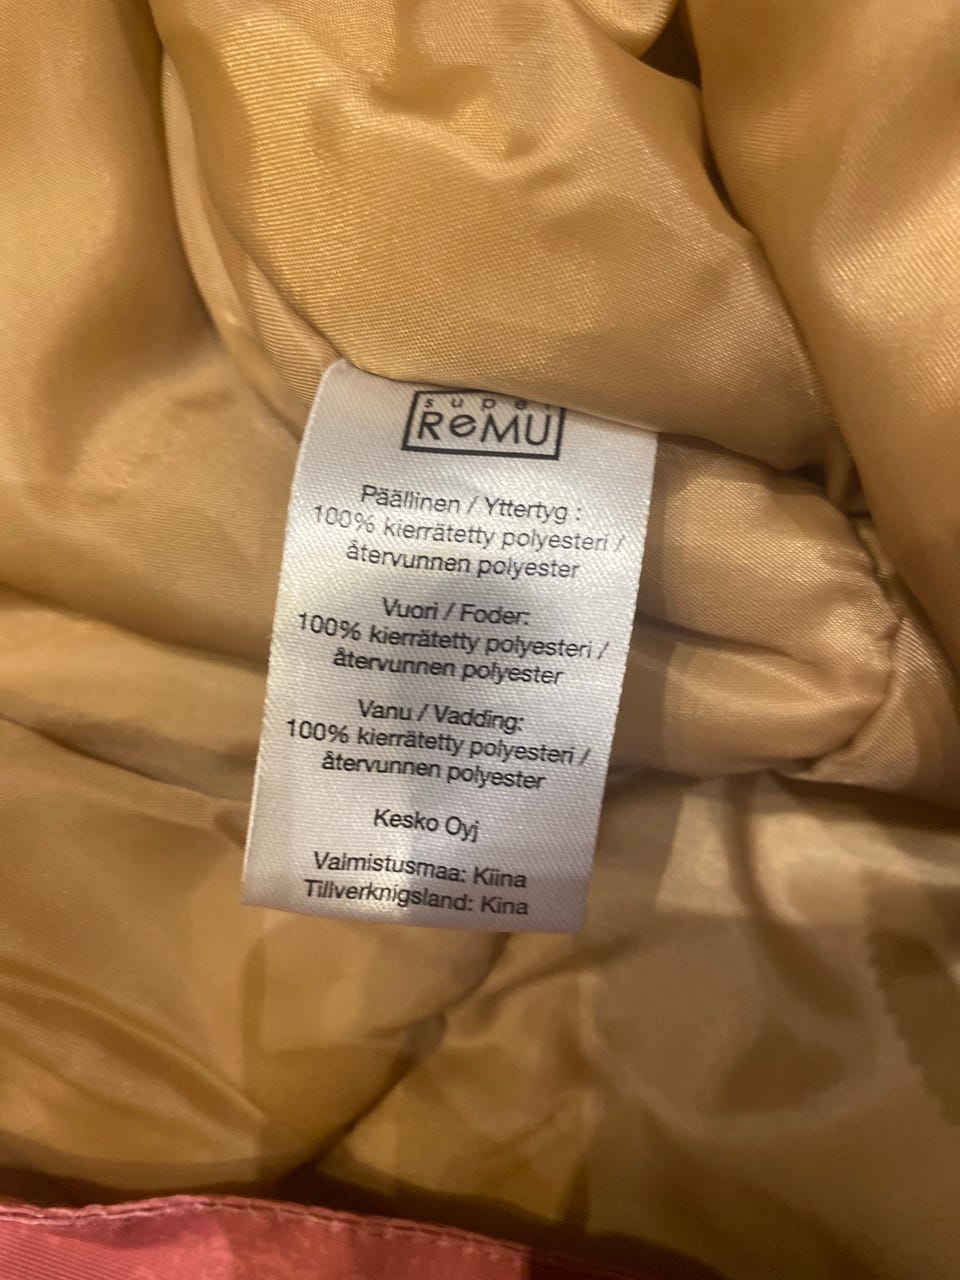 super
ReMU
Päällinen / Yttertyg :
100% kierrätetty polyesteri /
återvunnen polyester
Vuori / Foder:
100% kierrätetty polyesteri /
återvunnen polyester
Vanu / Vadding:
100% kierrätetty polyesteri /
återvunnen polyester
Kesko Oyj
Valmistusmaa: Kiina
Tillverknigsland: Kina